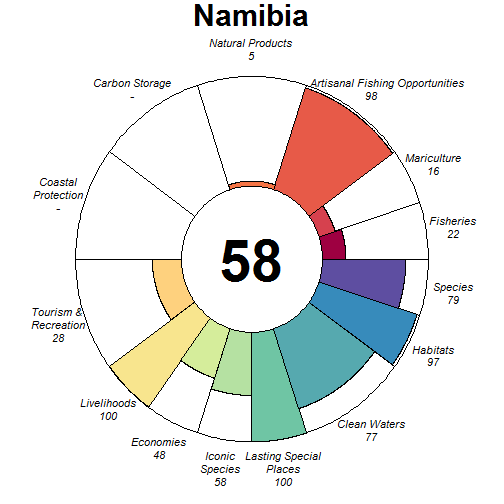 Namibia
Natural Products
5
Carbon Storage
-
Artisanal Fishing Opportunities
98
Mariculture
16
Coastal
Protection
-
Fisheries
22
58
Species
79
Tourism &
Recreation
28
Habitats
97
Livelihoods
100
Clean Waters
77
Economies
48
Iconic
Species
58
Lasting Special
Places
100